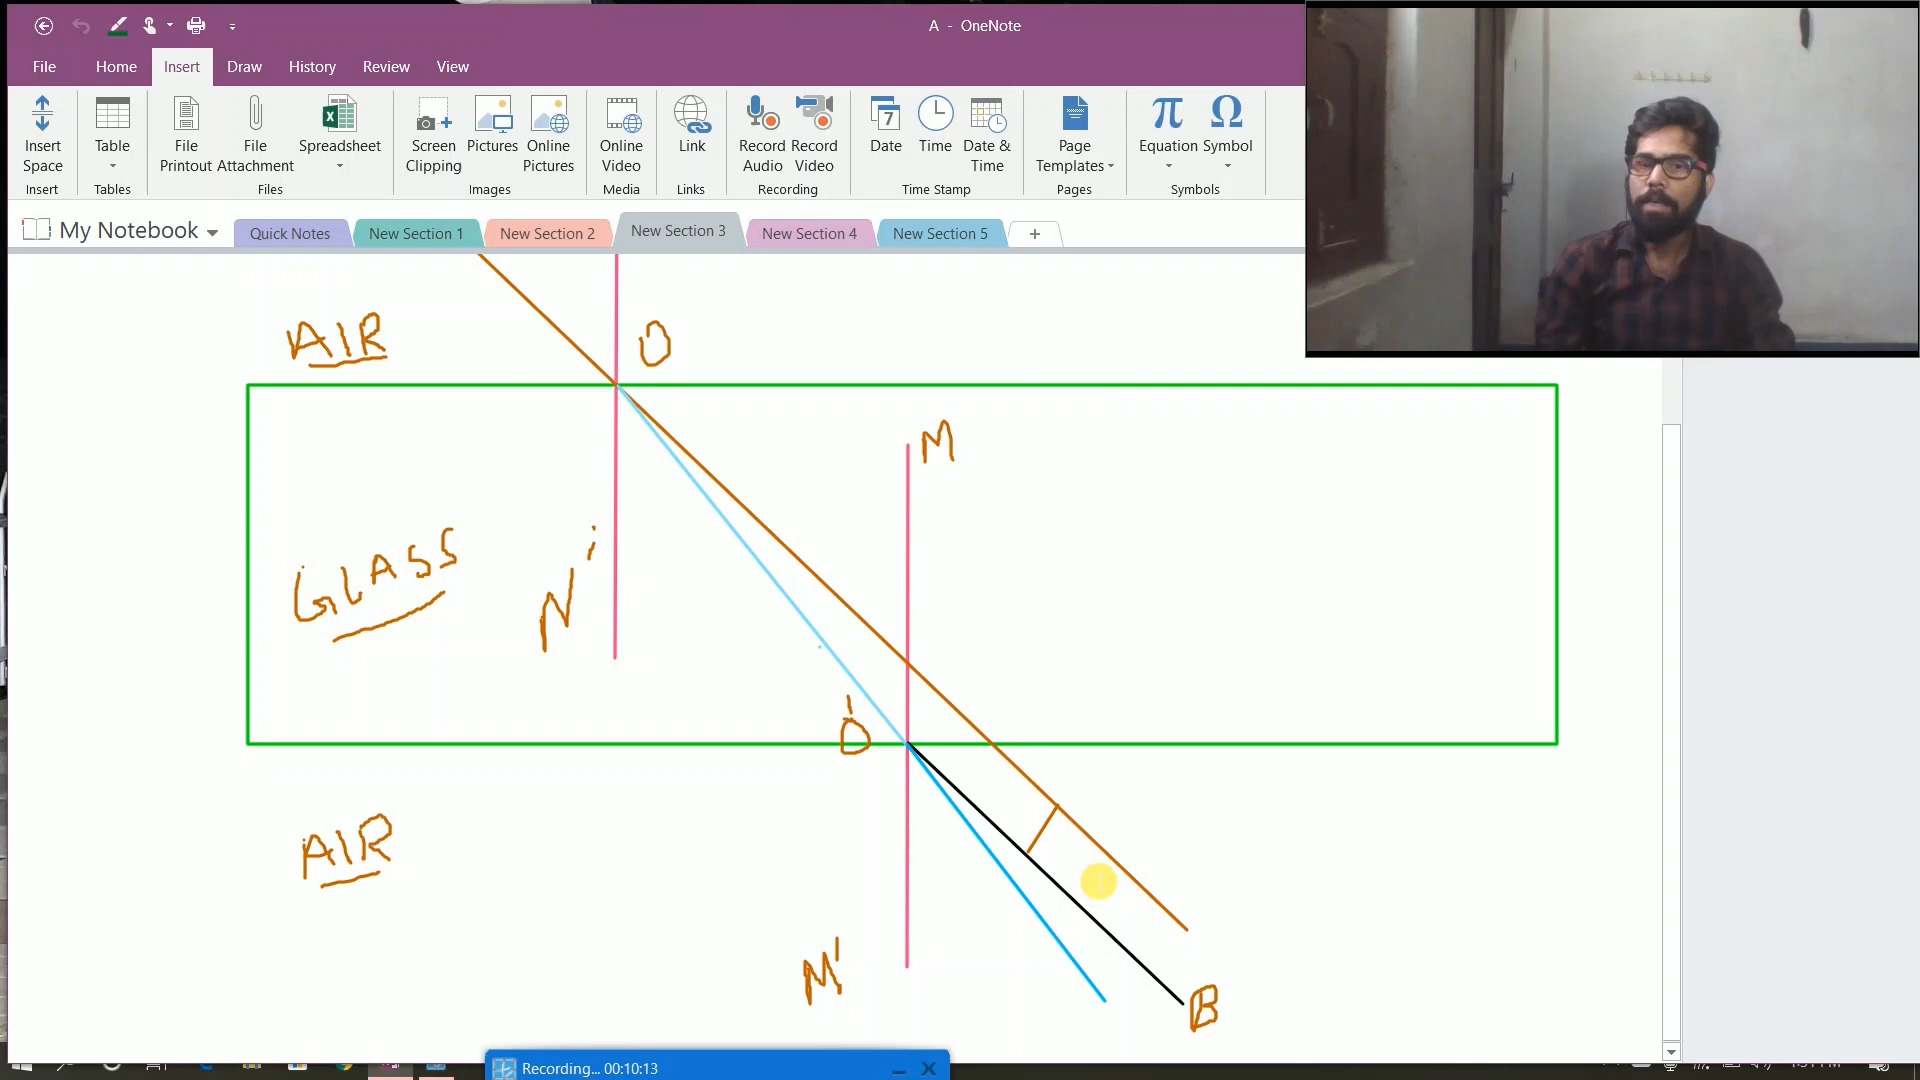 A - OneNote
File Home Insert Draw History Review View
Insert Space
Table
File Printout
File Attachment
Spreadsheet
Screen Clipping
Pictures
Online Pictures
Online Video
Link
Record Audio
Record Video
Date
Time
Date & Time
Page Templates
π Equation
Ω Symbol
Insert Tables Files Images Media Links Recording Time Stamp Pages Symbols
My Notebook Quick Notes New Section 1 New Section 2 New Section 3 New Section 4 New Section 5 +
AIR
O
M
GLASS
N'
O'
AIR
M'
B
Recording... 00:10:13